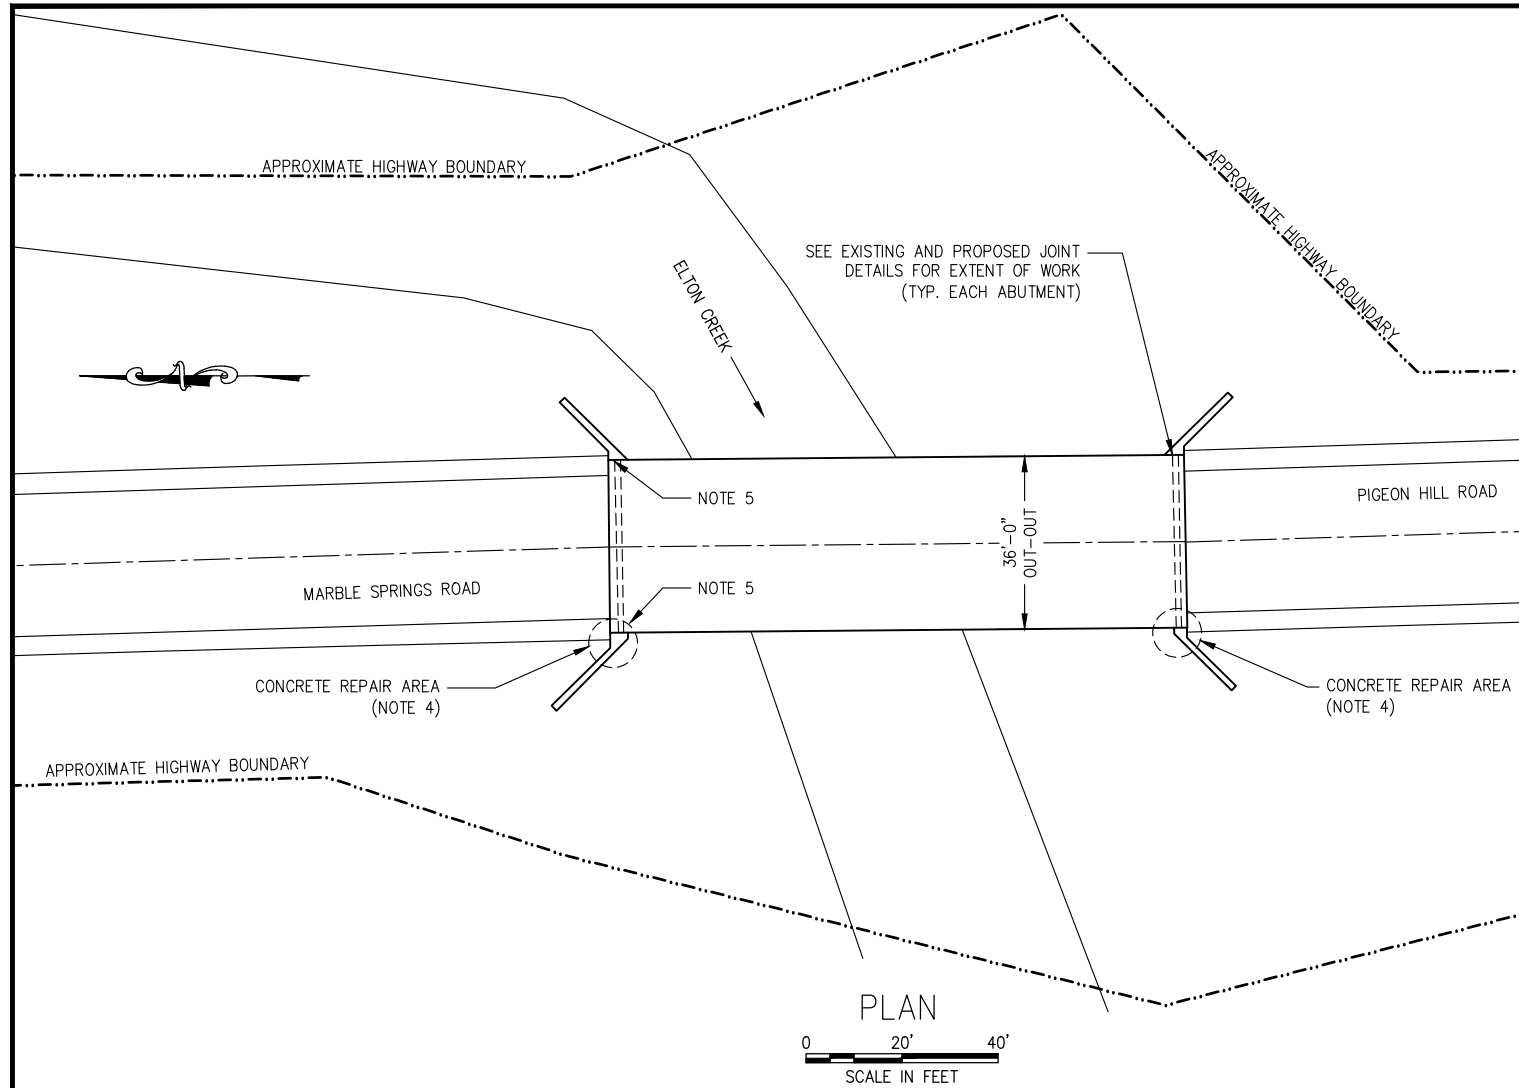 APPROXIMATE HIGHWAY BOUNDARY
APPROXIMATE HIGHWAY BOUNDARY
SEE EXISTING AND PROPOSED JOINT
DETAILS FOR EXTENT OF WORK
(TYP. EACH ABUTMENT)
ELTON CREEK
N
NOTE 5
PIGEON HILL ROAD
36'-0"
OUT-OUT
MARBLE SPRINGS ROAD
NOTE 5
CONCRETE REPAIR AREA
(NOTE 4)
CONCRETE REPAIR AREA
(NOTE 4)
APPROXIMATE HIGHWAY BOUNDARY
PLAN
0 20' 40'
SCALE IN FEET